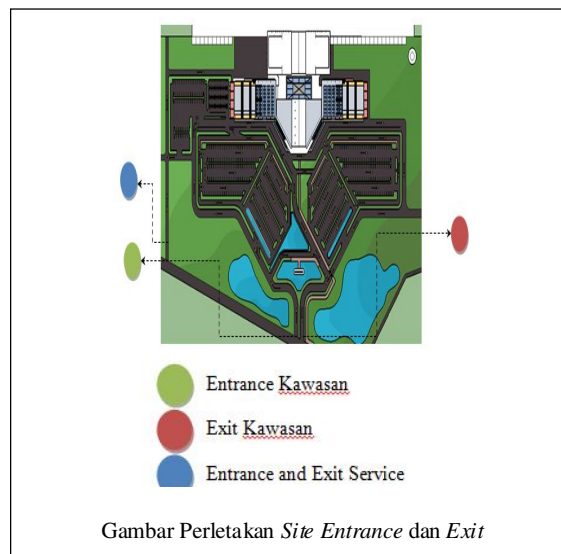 Entrance Kawasan
Exit Kawasan
Entrance and Exit Service
Gambar Perletakan Site Entrance dan Exit